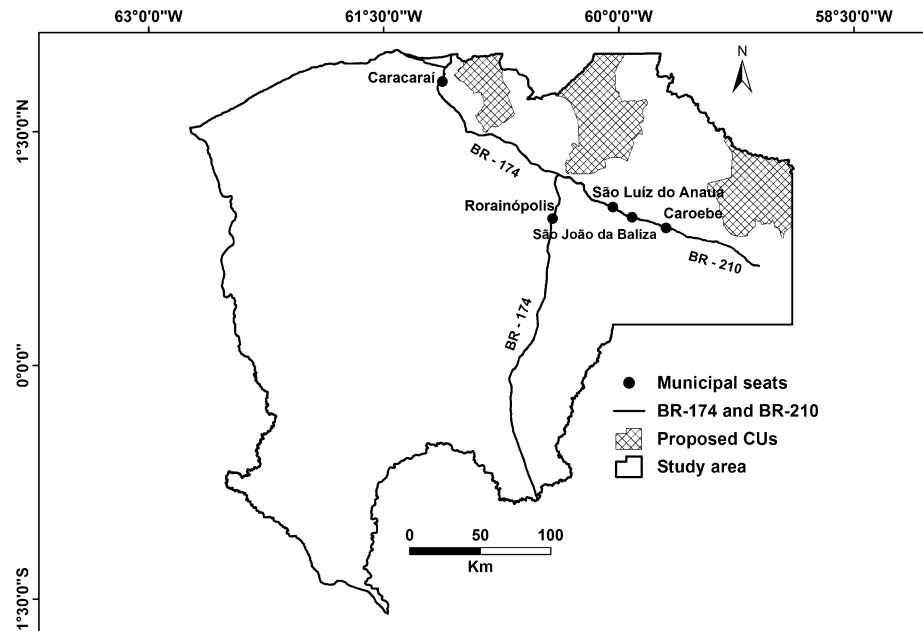 63°0'0"W 61°30'0"W 60°0'0"W 58°30'0"W
N
Caracaraí
1°30'0"N
BR - 174
São Luíz do Anauá
Rorainópolis
Caroebe
São João da Baliza
BR - 210
BR - 174
0°0'0"
Municipal seats
BR-174 and BR-210
Proposed CUs
Study area
0 50 100
Km
1°30'0"S